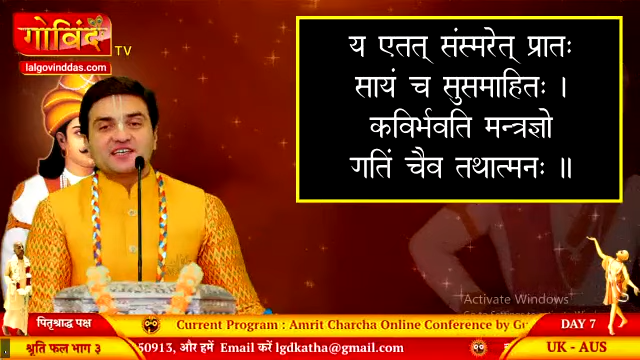 गोविंद
TV
lalgovinddas.com
य एतत् संस्मरेत् प्रातः
सायं च सुसमाहितः ।
कविर्भवति मन्त्रज्ञो
गतिं चैव तथात्मनः ॥
Activate Windows
पितृश्राद्ध पक्ष
Current Program : Amrit Charcha Online Conference by Gu
DAY 7
श्रुति फल भाग ३
50913, और हमें Email करें lgdkatha@gmail.com
UK - AUS